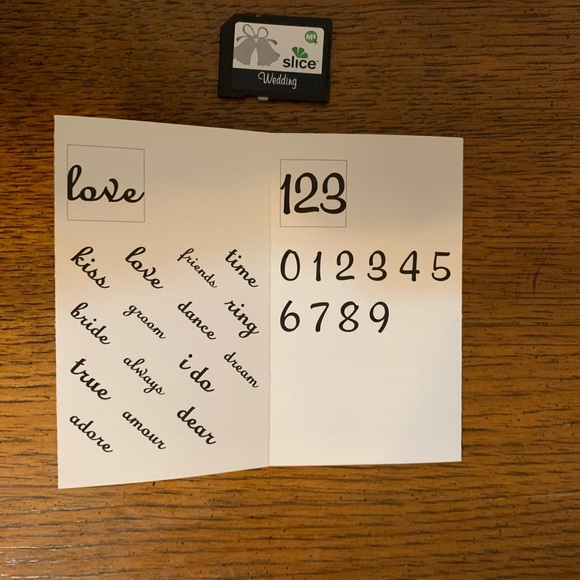 MS+
slice
Wedding
love
kiss love friends time
bride groom dance ring
true always i do dream
adore amour dear
123
0 1 2 3 4 5
6 7 8 9